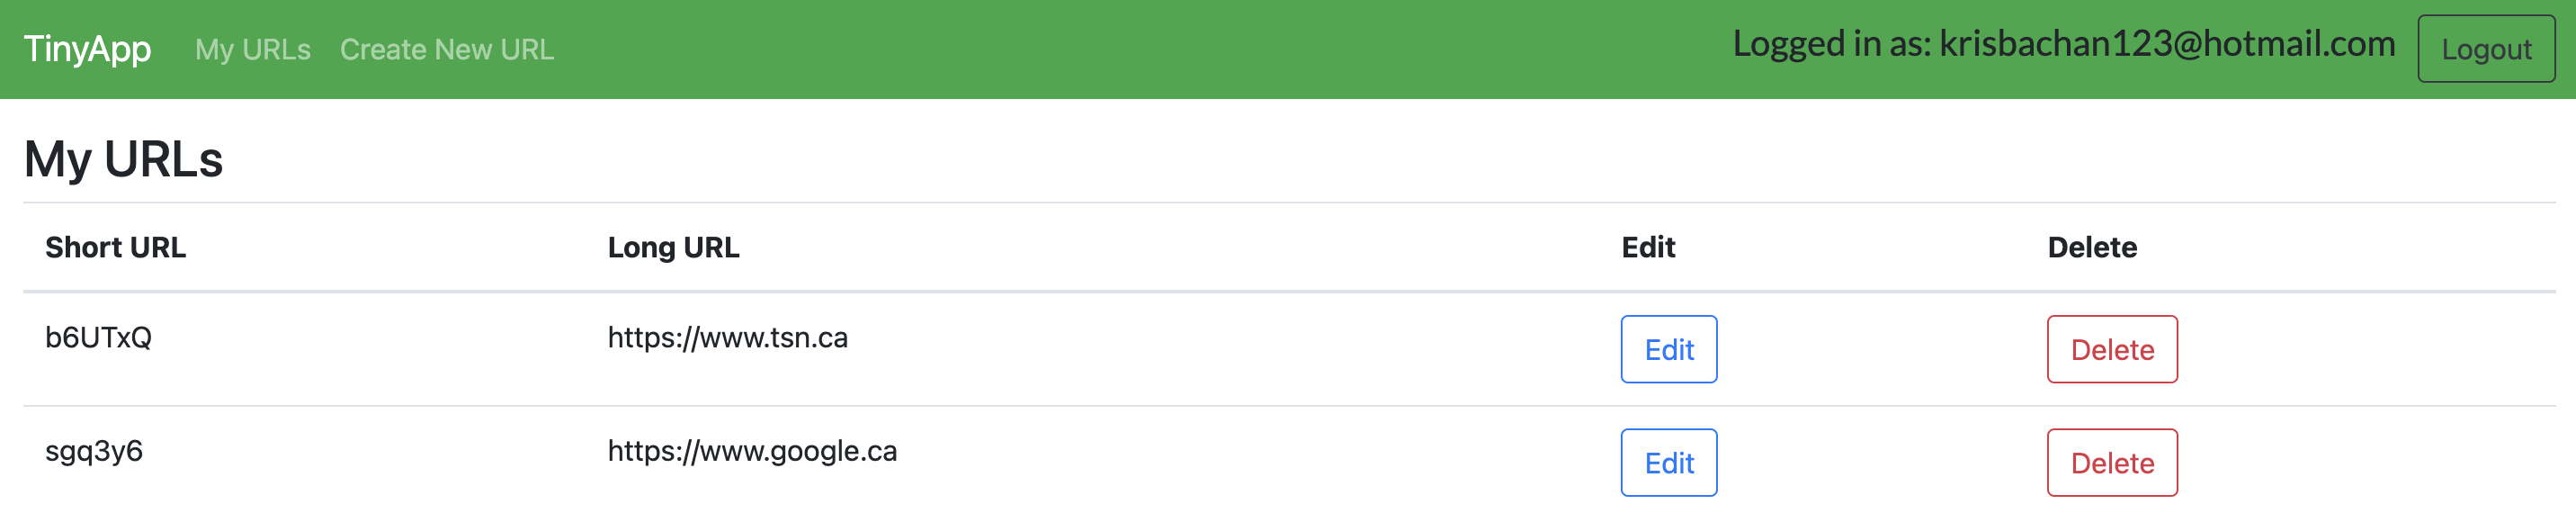 TinyApp My URLs Create New URL Logged in as: krisbachan123@hotmail.com Logout
My URLs
Short URL Long URL Edit Delete
b6UTxQ https://www.tsn.ca Edit Delete
sgq3y6 https://www.google.ca Edit Delete